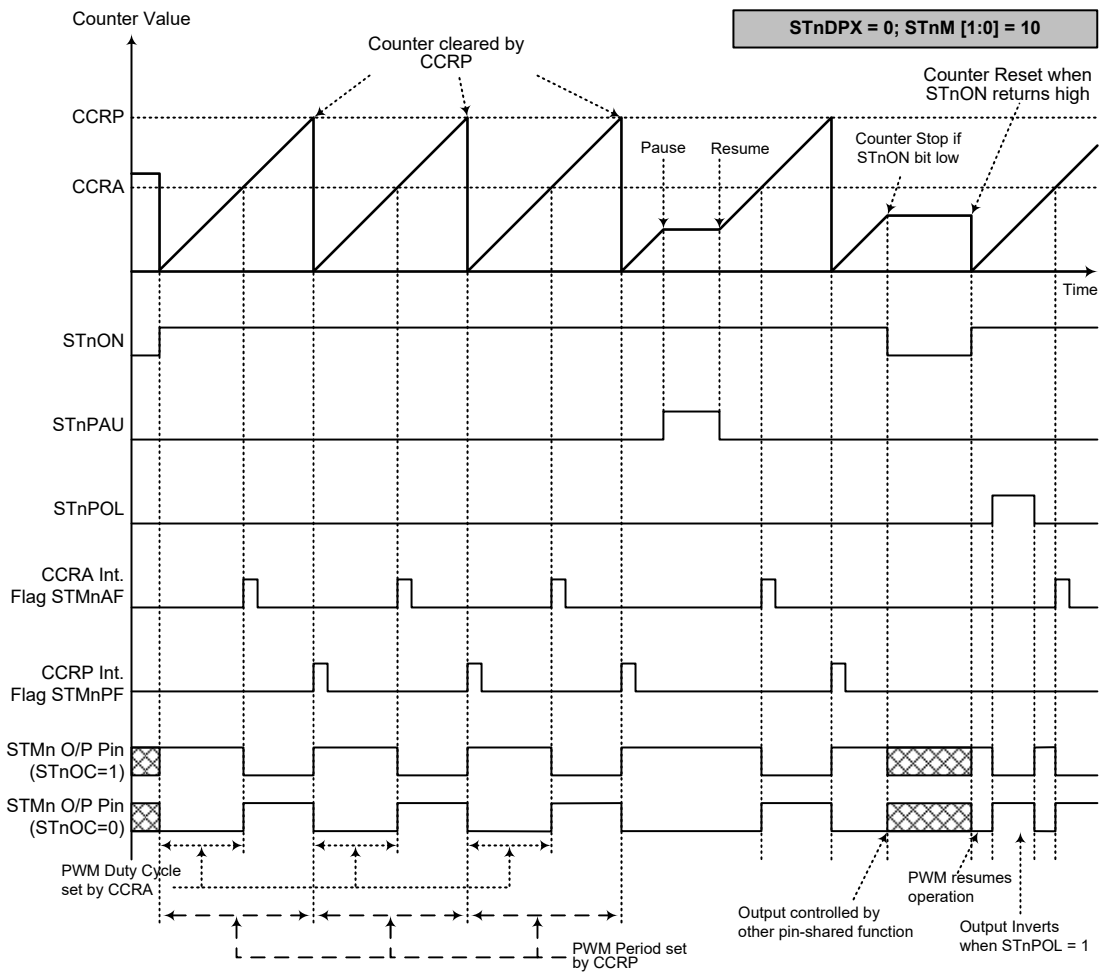 Counter Value
STnDPX = 0; STnM [1:0] = 10
Counter cleared by
CCRP
Counter Reset when
STnON returns high
CCRP
Counter Stop if
STnON bit low
Pause
Resume
CCRA
Time
STnON
STnPAU
STnPOL
CCRA Int.
Flag STMnAF
CCRP Int.
Flag STMnPF
STMn O/P Pin
(STnOC=1)
STMn O/P Pin
(STnOC=0)
PWM Duty Cycle
set by CCRA
PWM resumes
operation
Output controlled by
other pin-shared function
Output Inverts
when STnPOL = 1
PWM Period set
by CCRP